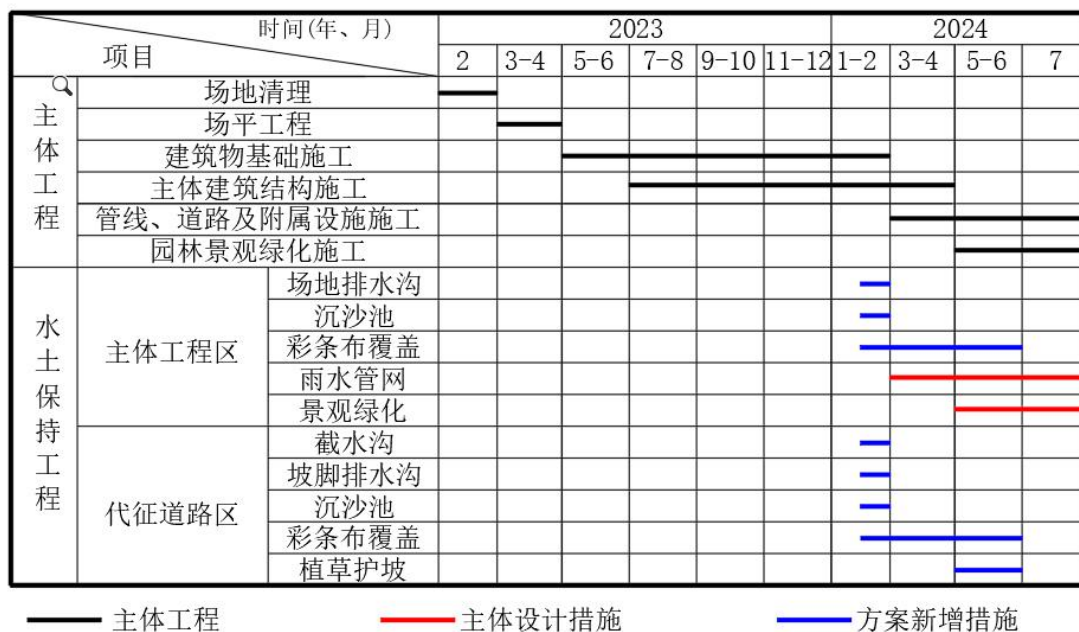 时间(年、月)
项目
2023
2024
2 3-4 5-6 7-8 9-10 11-12 1-2 3-4 5-6 7
主体工程
场地清理
场平工程
建筑物基础施工
主体建筑结构施工
管线、道路及附属设施施工
园林景观绿化施工
水土保持工程
主体工程区
场地排水沟
沉沙池
彩条布覆盖
雨水管网
景观绿化
代征道路区
截水沟
坡脚排水沟
沉沙池
彩条布覆盖
植草护坡
主体工程 主体设计措施 方案新增措施